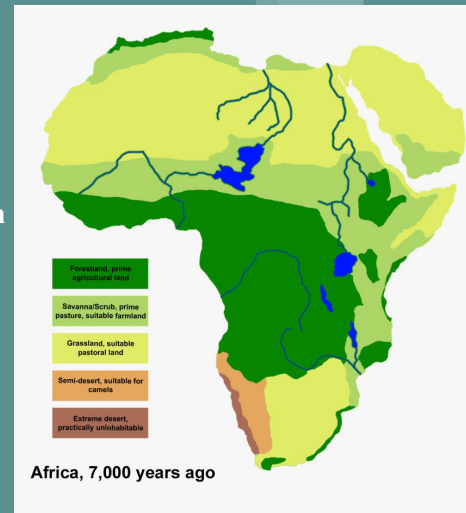 Forestland, prime
agricultural land
Savanna/Scrub, prime
pasture, suitable farmland
Grassland, suitable
pastoral land
Semi-desert, suitable for
camels
Extreme desert,
practically uninhabitable
Africa, 7,000 years ago